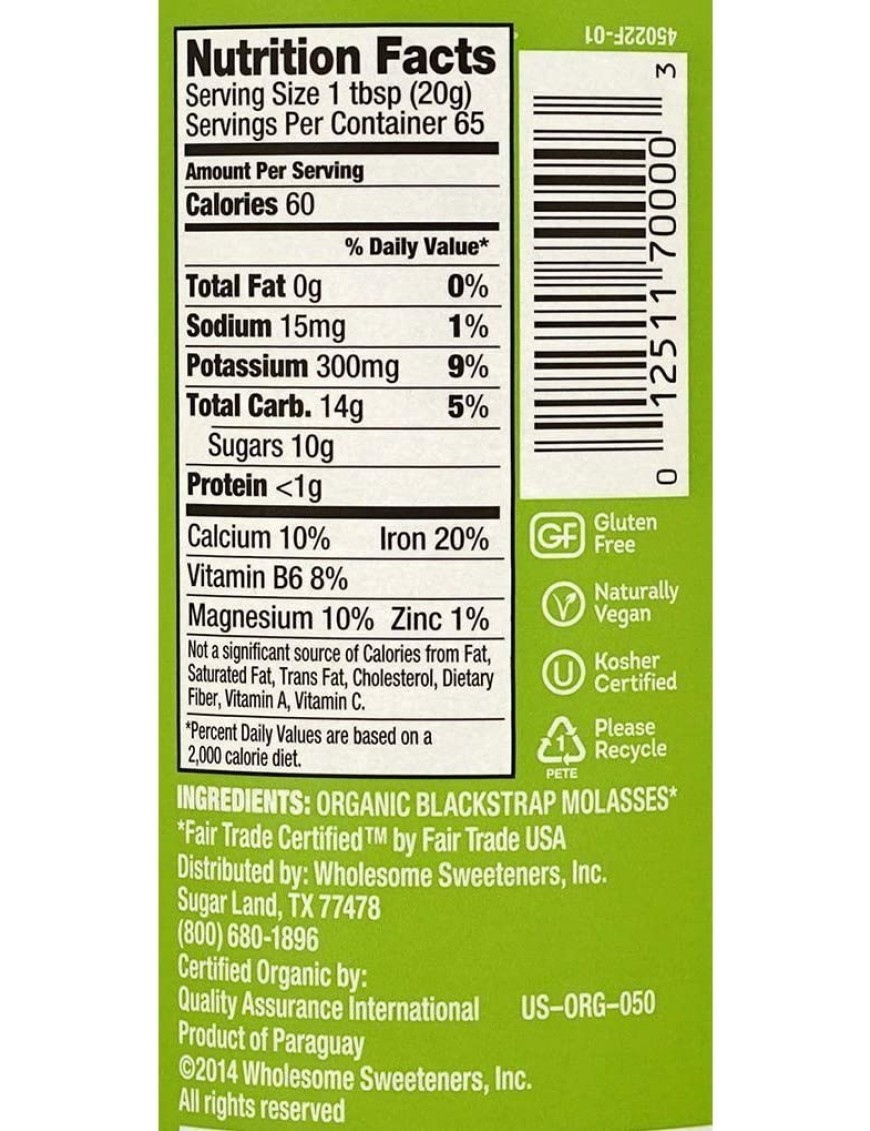 Nutrition Facts
Serving Size 1 tbsp (20g)
Servings Per Container 65
Amount Per Serving
Calories 60
% Daily Value*
Total Fat 0g 0%
Sodium 15mg 1%
Potassium 300mg 9%
Total Carb. 14g 5%
Sugars 10g
Protein <1g
Calcium 10% Iron 20%
Vitamin B6 8%
Magnesium 10% Zinc 1%
Not a significant source of Calories from Fat,
Saturated Fat, Trans Fat, Cholesterol, Dietary
Fiber, Vitamin A, Vitamin C.
*Percent Daily Values are based on a
2,000 calorie diet.
45022F-01
0 12511 70000 3
GF Gluten
Free
V Naturally
Vegan
U Kosher
Certified
1 Please
Recycle
PETE
INGREDIENTS: ORGANIC BLACKSTRAP MOLASSES*
*Fair Trade Certified™ by Fair Trade USA
Distributed by: Wholesome Sweeteners, Inc.
Sugar Land, TX 77478
(800) 680-1896
Certified Organic by:
Quality Assurance International US-ORG-050
Product of Paraguay
©2014 Wholesome Sweeteners, Inc.
All rights reserved